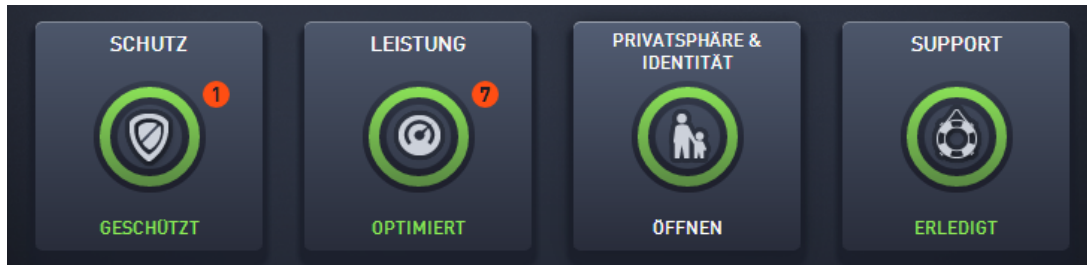 SCHUTZ
1
GESCHÜTZT
LEISTUNG
7
OPTIMIERT
PRIVATSPHÄRE &
IDENTITÄT
ÖFFNEN
SUPPORT
ERLEDIGT